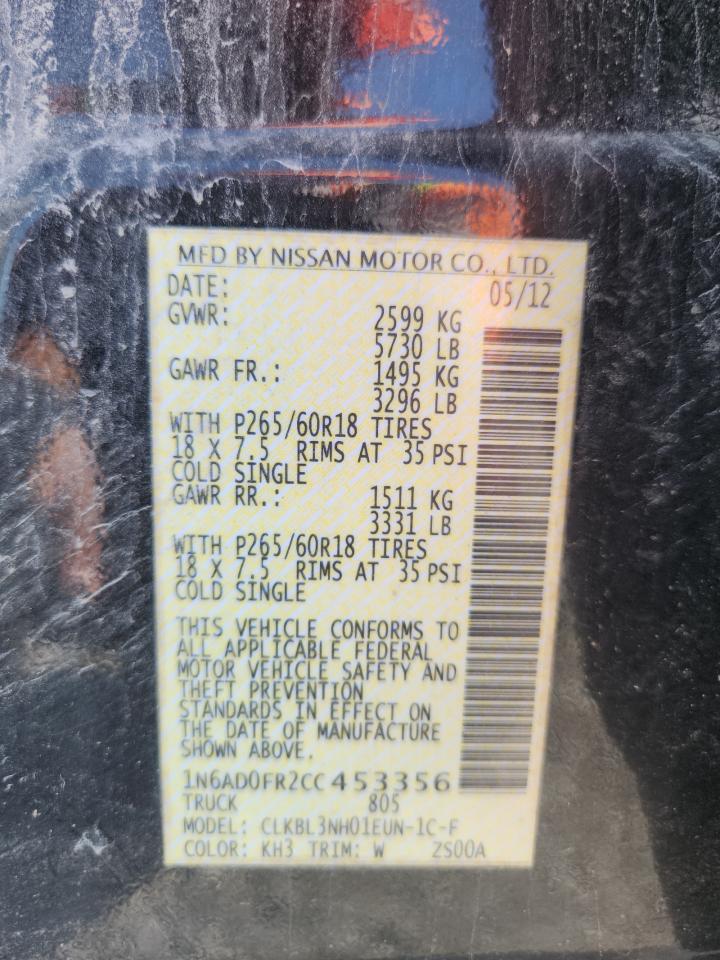 MFD BY NISSAN MOTOR CO., LTD.
DATE: 05/12
GVWR: 2599 KG
5730 LB
GAWR FR.: 1495 KG
3296 LB
WITH P265/60R18 TIRES
18 X 7.5 RIMS AT 35 PSI
COLD SINGLE
GAWR RR.: 1511 KG
3331 LB
WITH P265/60R18 TIRES
18 X 7.5 RIMS AT 35 PSI
COLD SINGLE
THIS VEHICLE CONFORMS TO
ALL APPLICABLE FEDERAL
MOTOR VEHICLE SAFETY AND
THEFT PREVENTION
STANDARDS IN EFFECT ON
THE DATE OF MANUFACTURE
SHOWN ABOVE.
1N6AD0FR2CC453356
TRUCK 805
MODEL: CLKBL3NH01EUN-1C-F
COLOR: KH3 TRIM: W ZS00A